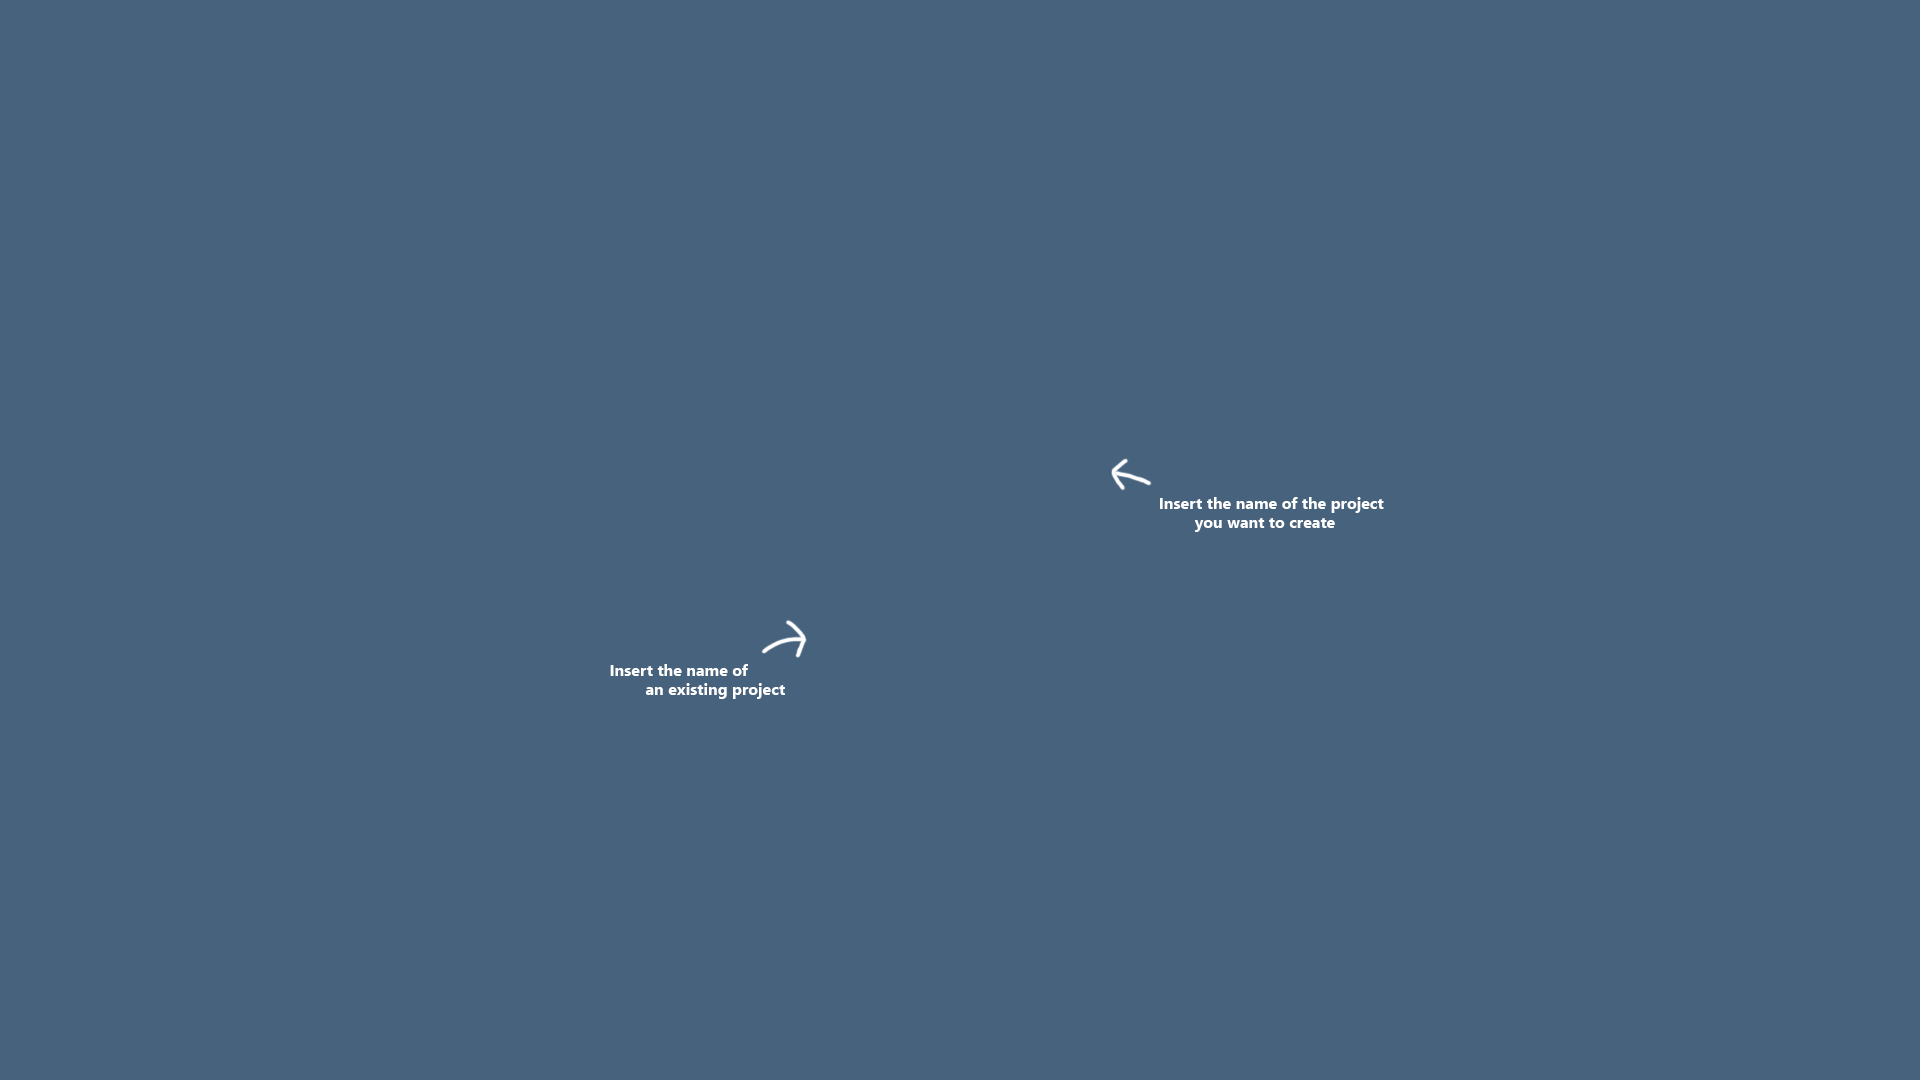 Insert the name of the project
you want to create
Insert the name of
an existing project